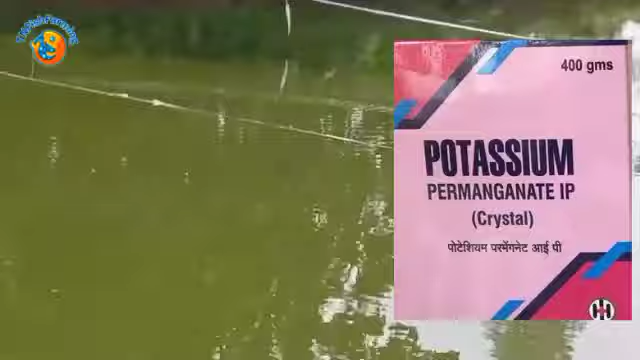 400 gms
POTASSIUM
PERMANGANATE IP
(Crystal)
पोटेशियम परमेंगनेट आई पी